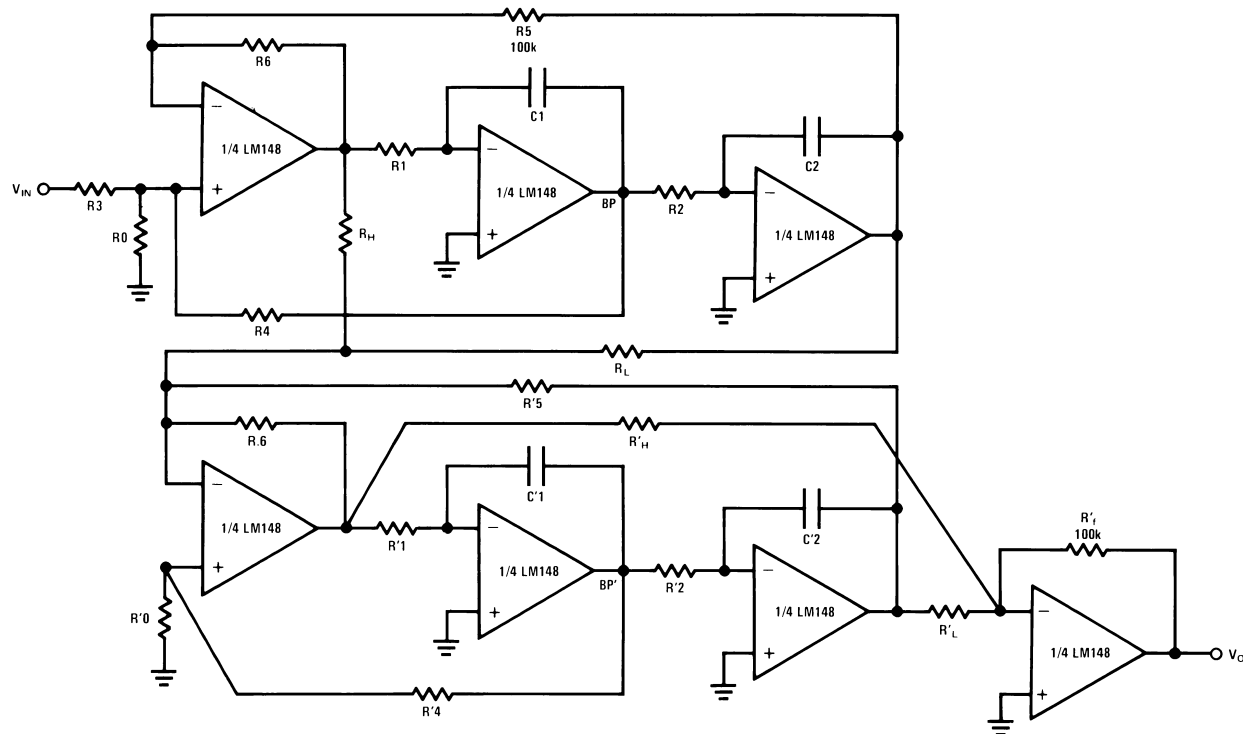 R5
100k
R6
C1
1/4 LM148
R1
C2
VIN
R3
1/4 LM148
BP
R2
R0
RH
1/4 LM148
R4
RL
R'5
R.6
R'H
C'1
1/4 LM148
R'1
C'2
R'f
100k
1/4 LM148
BP'
R'2
R'0
1/4 LM148
R'L
R'4
1/4 LM148
VO
− + − + − + − + − + − + − +